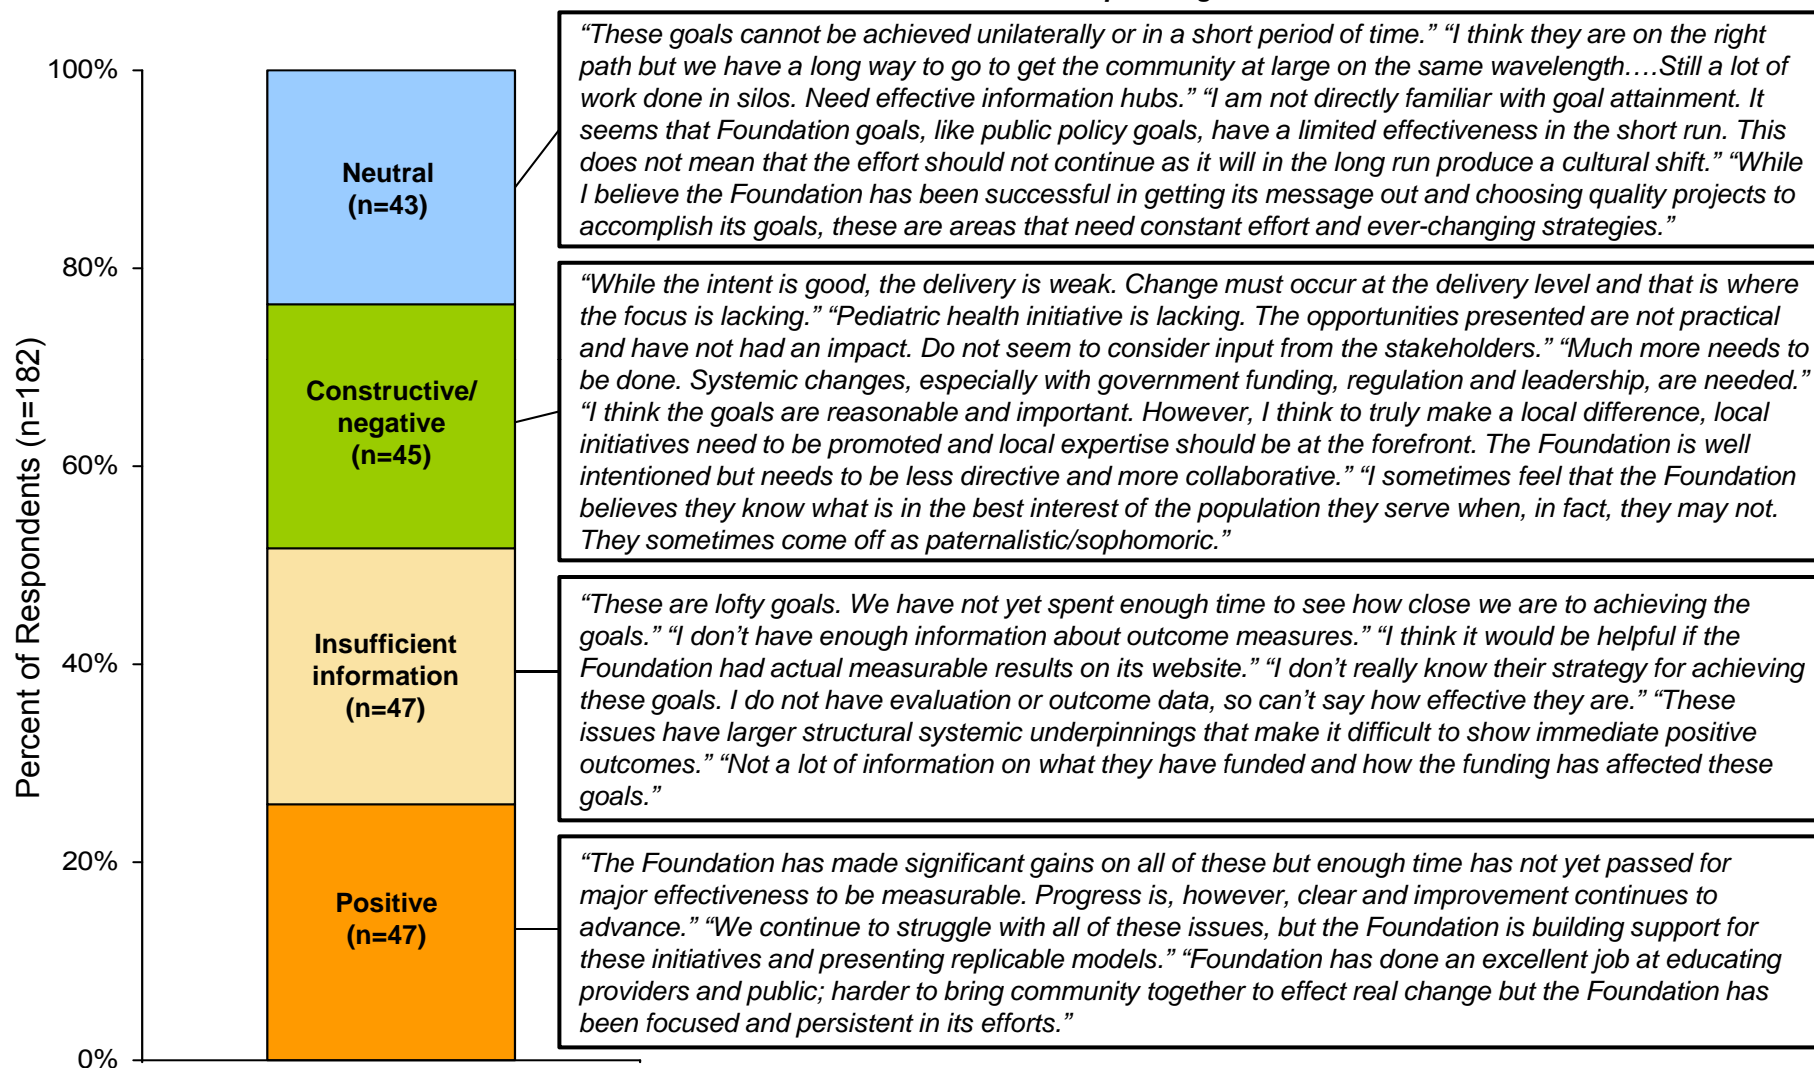 “These goals cannot be achieved unilaterally or in a short period of time.” “I think they are on the right
path but we have a long way to go to get the community at large on the same wavelength….Still a lot of
work done in silos. Need effective information hubs.” “I am not directly familiar with goal attainment. It
seems that Foundation goals, like public policy goals, have a limited effectiveness in the short run. This
does not mean that the effort should not continue as it will in the long run produce a cultural shift.” “While
I believe the Foundation has been successful in getting its message out and choosing quality projects to
accomplish its goals, these are areas that need constant effort and ever-changing strategies.”
“While the intent is good, the delivery is weak. Change must occur at the delivery level and that is where
the focus is lacking.” “Pediatric health initiative is lacking. The opportunities presented are not practical
and have not had an impact. Do not seem to consider input from the stakeholders.” “Much more needs to
be done. Systemic changes, especially with government funding, regulation and leadership, are needed.”
“I think the goals are reasonable and important. However, I think to truly make a local difference, local
initiatives need to be promoted and local expertise should be at the forefront. The Foundation is well
intentioned but needs to be less directive and more collaborative.” “I sometimes feel that the Foundation
believes they know what is in the best interest of the population they serve when, in fact, they may not.
They sometimes come off as paternalistic/sophomoric.”
“These are lofty goals. We have not yet spent enough time to see how close we are to achieving the
goals.” “I don’t have enough information about outcome measures.” “I think it would be helpful if the
Foundation had actual measurable results on its website.” “I don’t really know their strategy for achieving
these goals. I do not have evaluation or outcome data, so can’t say how effective they are.” “These
issues have larger structural systemic underpinnings that make it difficult to show immediate positive
outcomes.” “Not a lot of information on what they have funded and how the funding has affected these
goals.”
“The Foundation has made significant gains on all of these but enough time has not yet passed for
major effectiveness to be measurable. Progress is, however, clear and improvement continues to
advance.” “We continue to struggle with all of these issues, but the Foundation is building support for
these initiatives and presenting replicable models.” “Foundation has done an excellent job at educating
providers and public; harder to bring community together to effect real change but the Foundation has
been focused and persistent in its efforts.”
Percent of Respondents (n=182)
100%
80%
60%
40%
20%
0%
Neutral
(n=43)
Constructive/
negative
(n=45)
Insufficient
information
(n=47)
Positive
(n=47)